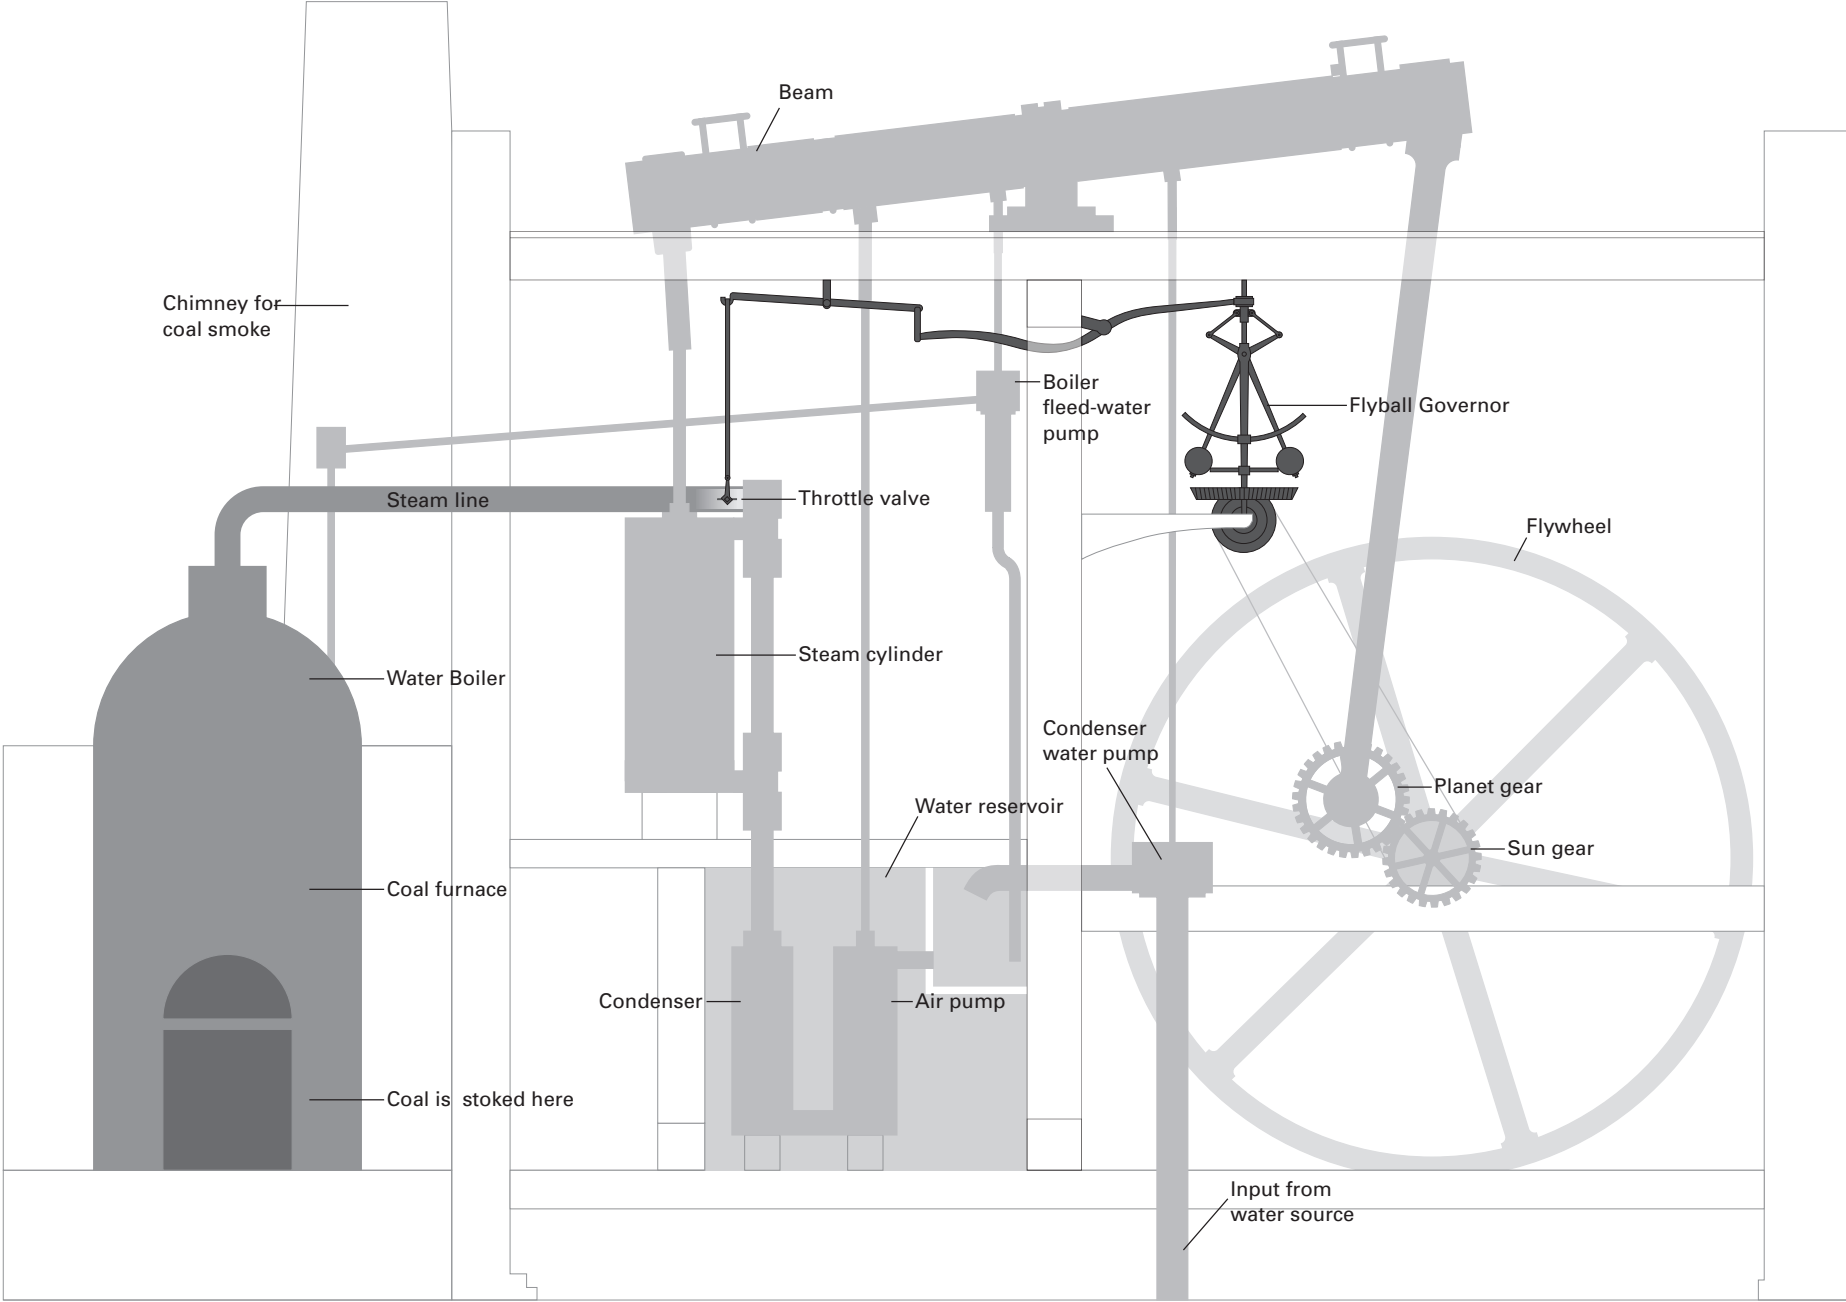 Beam
Chimney for
coal smoke
Boiler
fleed-water
pump
Flyball Governor
Steam line
Throttle valve
Flywheel
Steam cylinder
Water Boiler
Condenser
water pump
Planet gear
Water reservoir
Sun gear
Coal furnace
Condenser
Air pump
Coal is  stoked here
Input from
water source